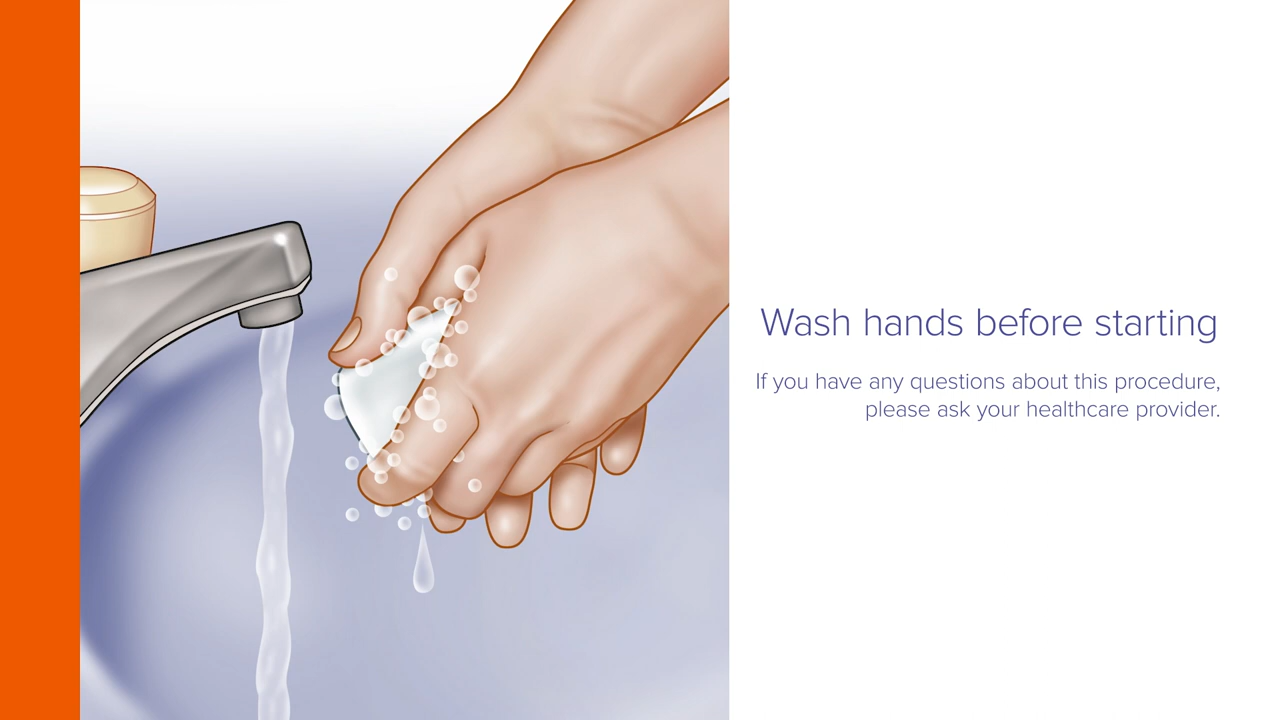 Wash hands before starting
If you have any questions about this procedure,
please ask your healthcare provider.